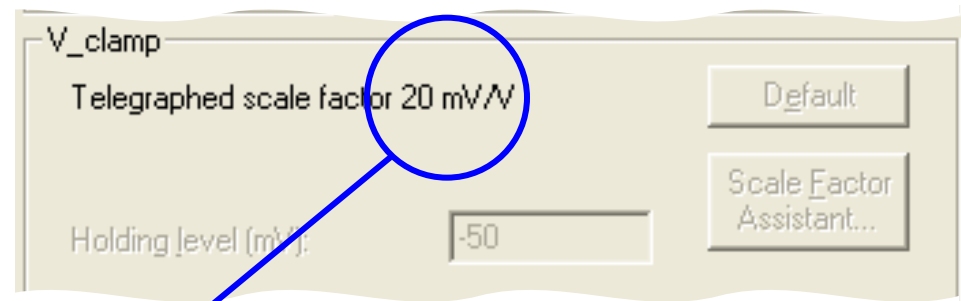 V_clamp
Telegraphed scale factor 20 mV/V
Default
Scale Factor
Assistant...
Holding level (mV):
-50